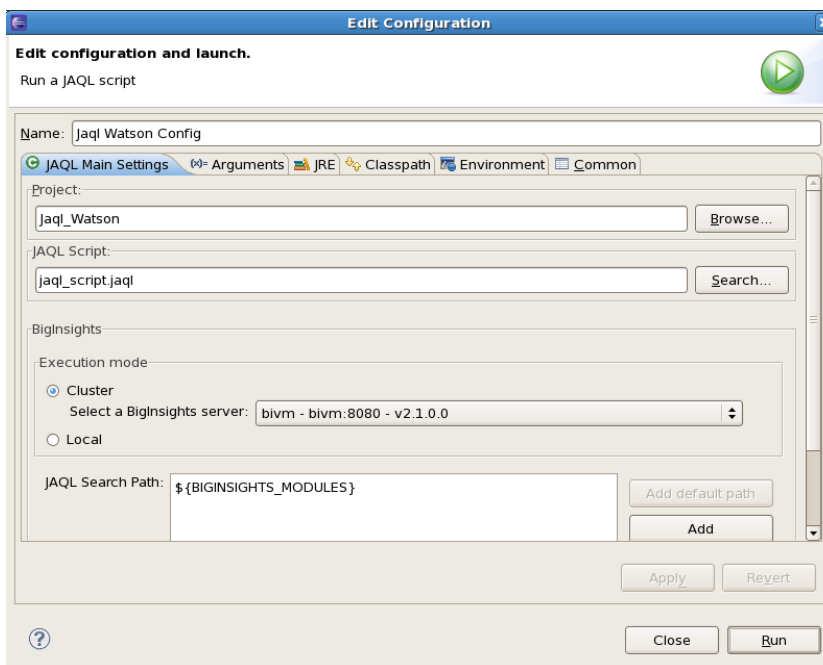 Edit Configuration
Edit configuration and launch.
Run a JAQL script
Name: Jaql Watson Config
JAQL Main Settings (x)= Arguments JRE Classpath Environment Common
Project:
Jaql_Watson Browse...
JAQL Script:
jaql_script.jaql Search...
BigInsights
Execution mode
Cluster
Select a BigInsights server: bivm - bivm:8080 - v2.1.0.0
Local
JAQL Search Path: ${BIGINSIGHTS_MODULES} Add default path
Add
Apply Revert
? Close Run